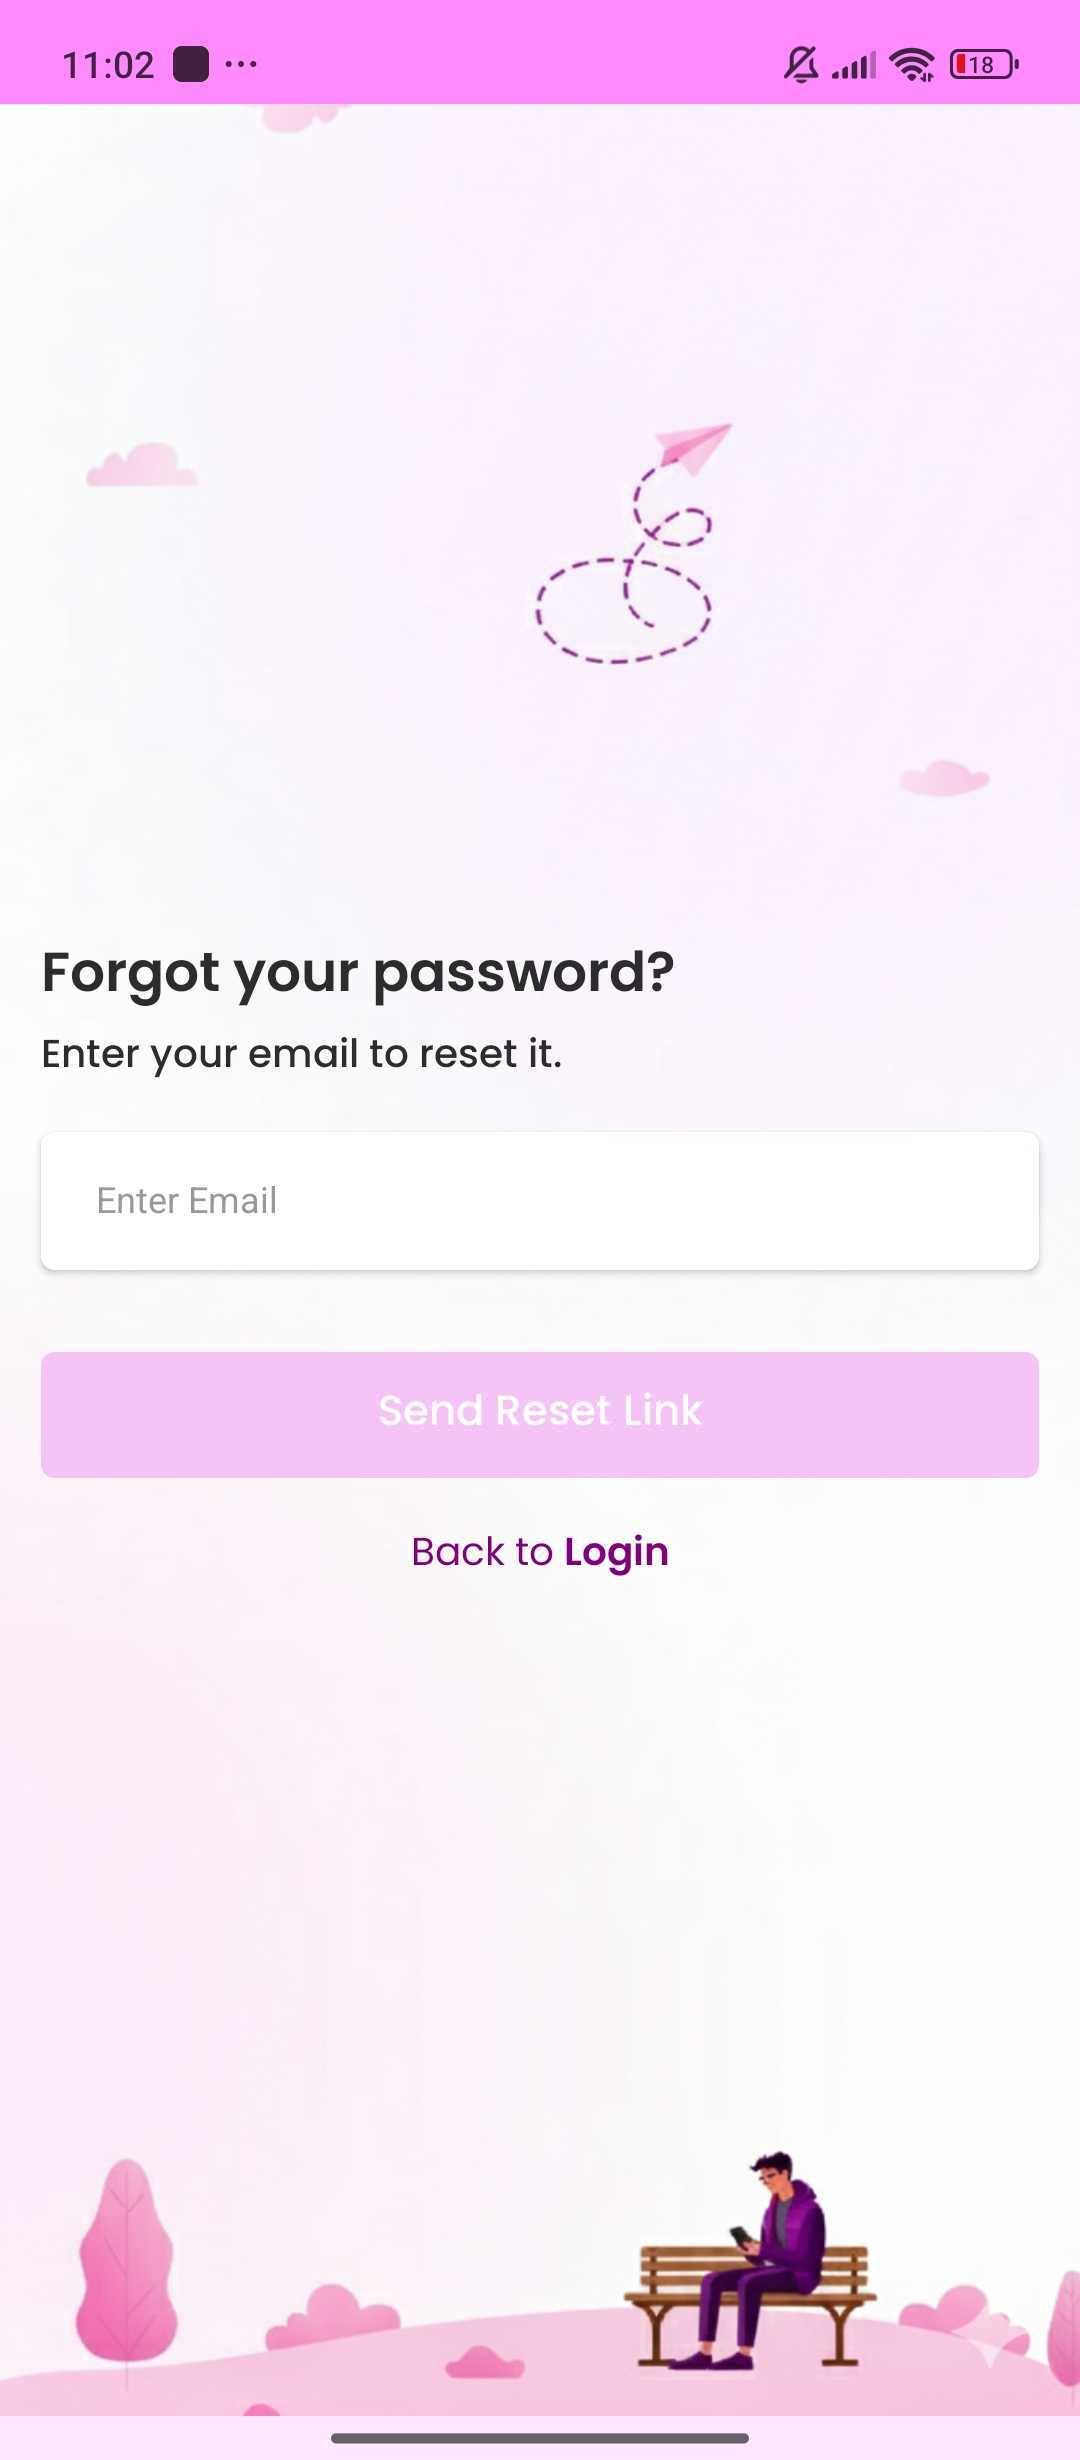 11:02 ...
18
Forgot your password?
Enter your email to reset it.
Enter Email
Send Reset Link
Back to Login